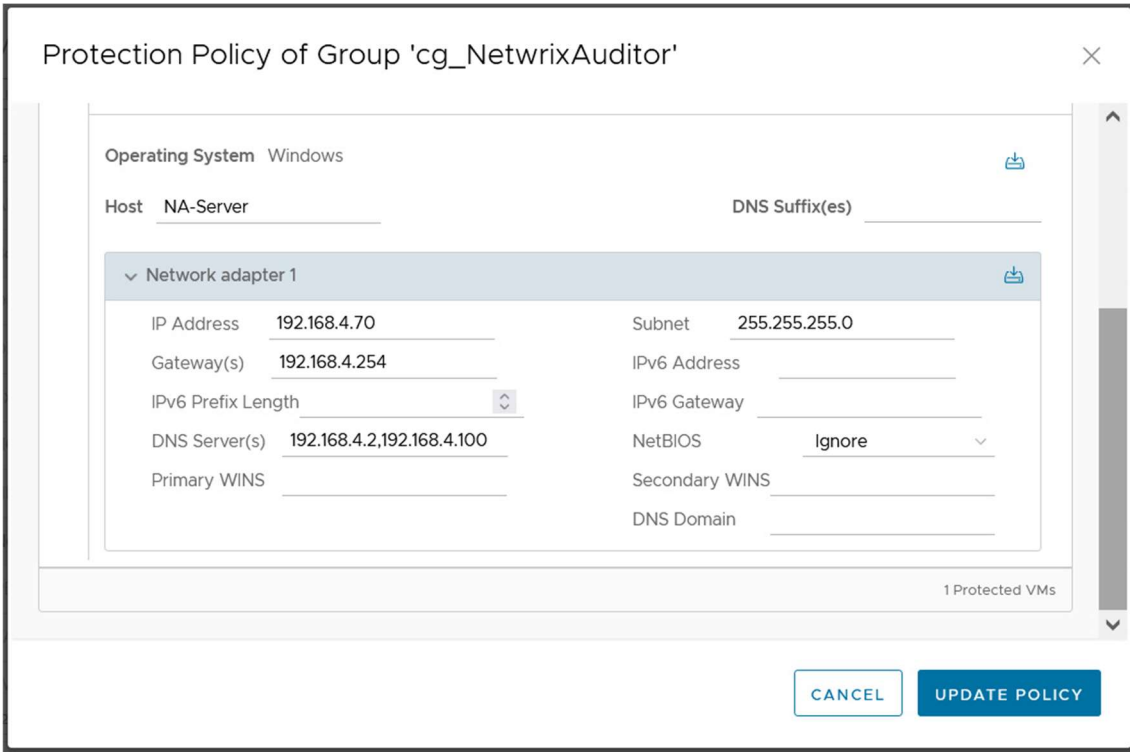 Protection Policy of Group 'cg_NetwrixAuditor'
Operating System Windows
Host NA-Server DNS Suffix(es)
Network adapter 1
IP Address 192.168.4.70 Subnet 255.255.255.0
Gateway(s) 192.168.4.254 IPv6 Address
IPv6 Prefix Length IPv6 Gateway
DNS Server(s) 192.168.4.2,192.168.4.100 NetBIOS Ignore
Primary WINS Secondary WINS
DNS Domain
1 Protected VMs
CANCEL UPDATE POLICY